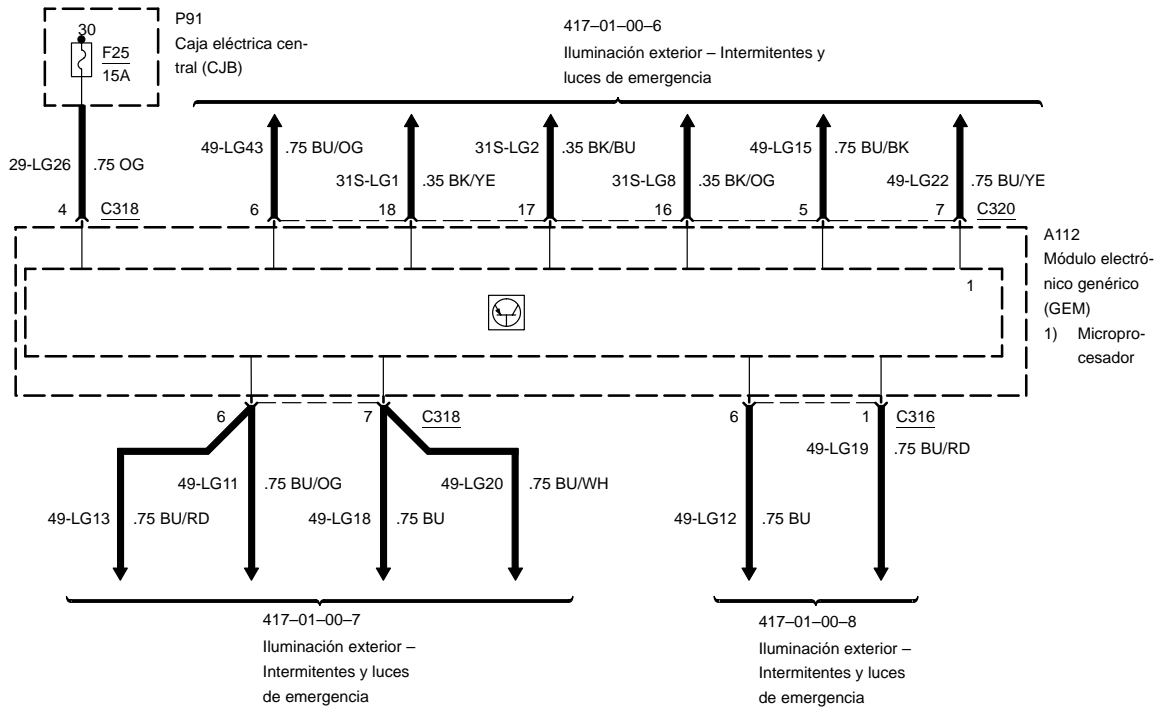 P91
Caja eléctrica cen-
tral (CJB)
30
F25
15A
417–01–00–6
Iluminación exterior – Intermitentes y
luces de emergencia
29-LG26
.75 OG
49-LG43
.75 BU/OG
31S-LG1
.35 BK/YE
31S-LG2
.35 BK/BU
31S-LG8
.35 BK/OG
49-LG15
.75 BU/BK
49-LG22
.75 BU/YE
4
C318
6
18
17
16
5
7
C320
A112
Módulo electró-
nico genérico
(GEM)
1) Micropro-
cesador
1
6
7
C318
6
1
C316
49-LG13
.75 BU/RD
49-LG11
.75 BU/OG
49-LG18
.75 BU
49-LG20
.75 BU/WH
49-LG12
.75 BU
49-LG19
.75 BU/RD
417–01–00–7
Iluminación exterior –
Intermitentes y luces
de emergencia
417–01–00–8
Iluminación exterior –
Intermitentes y luces
de emergencia